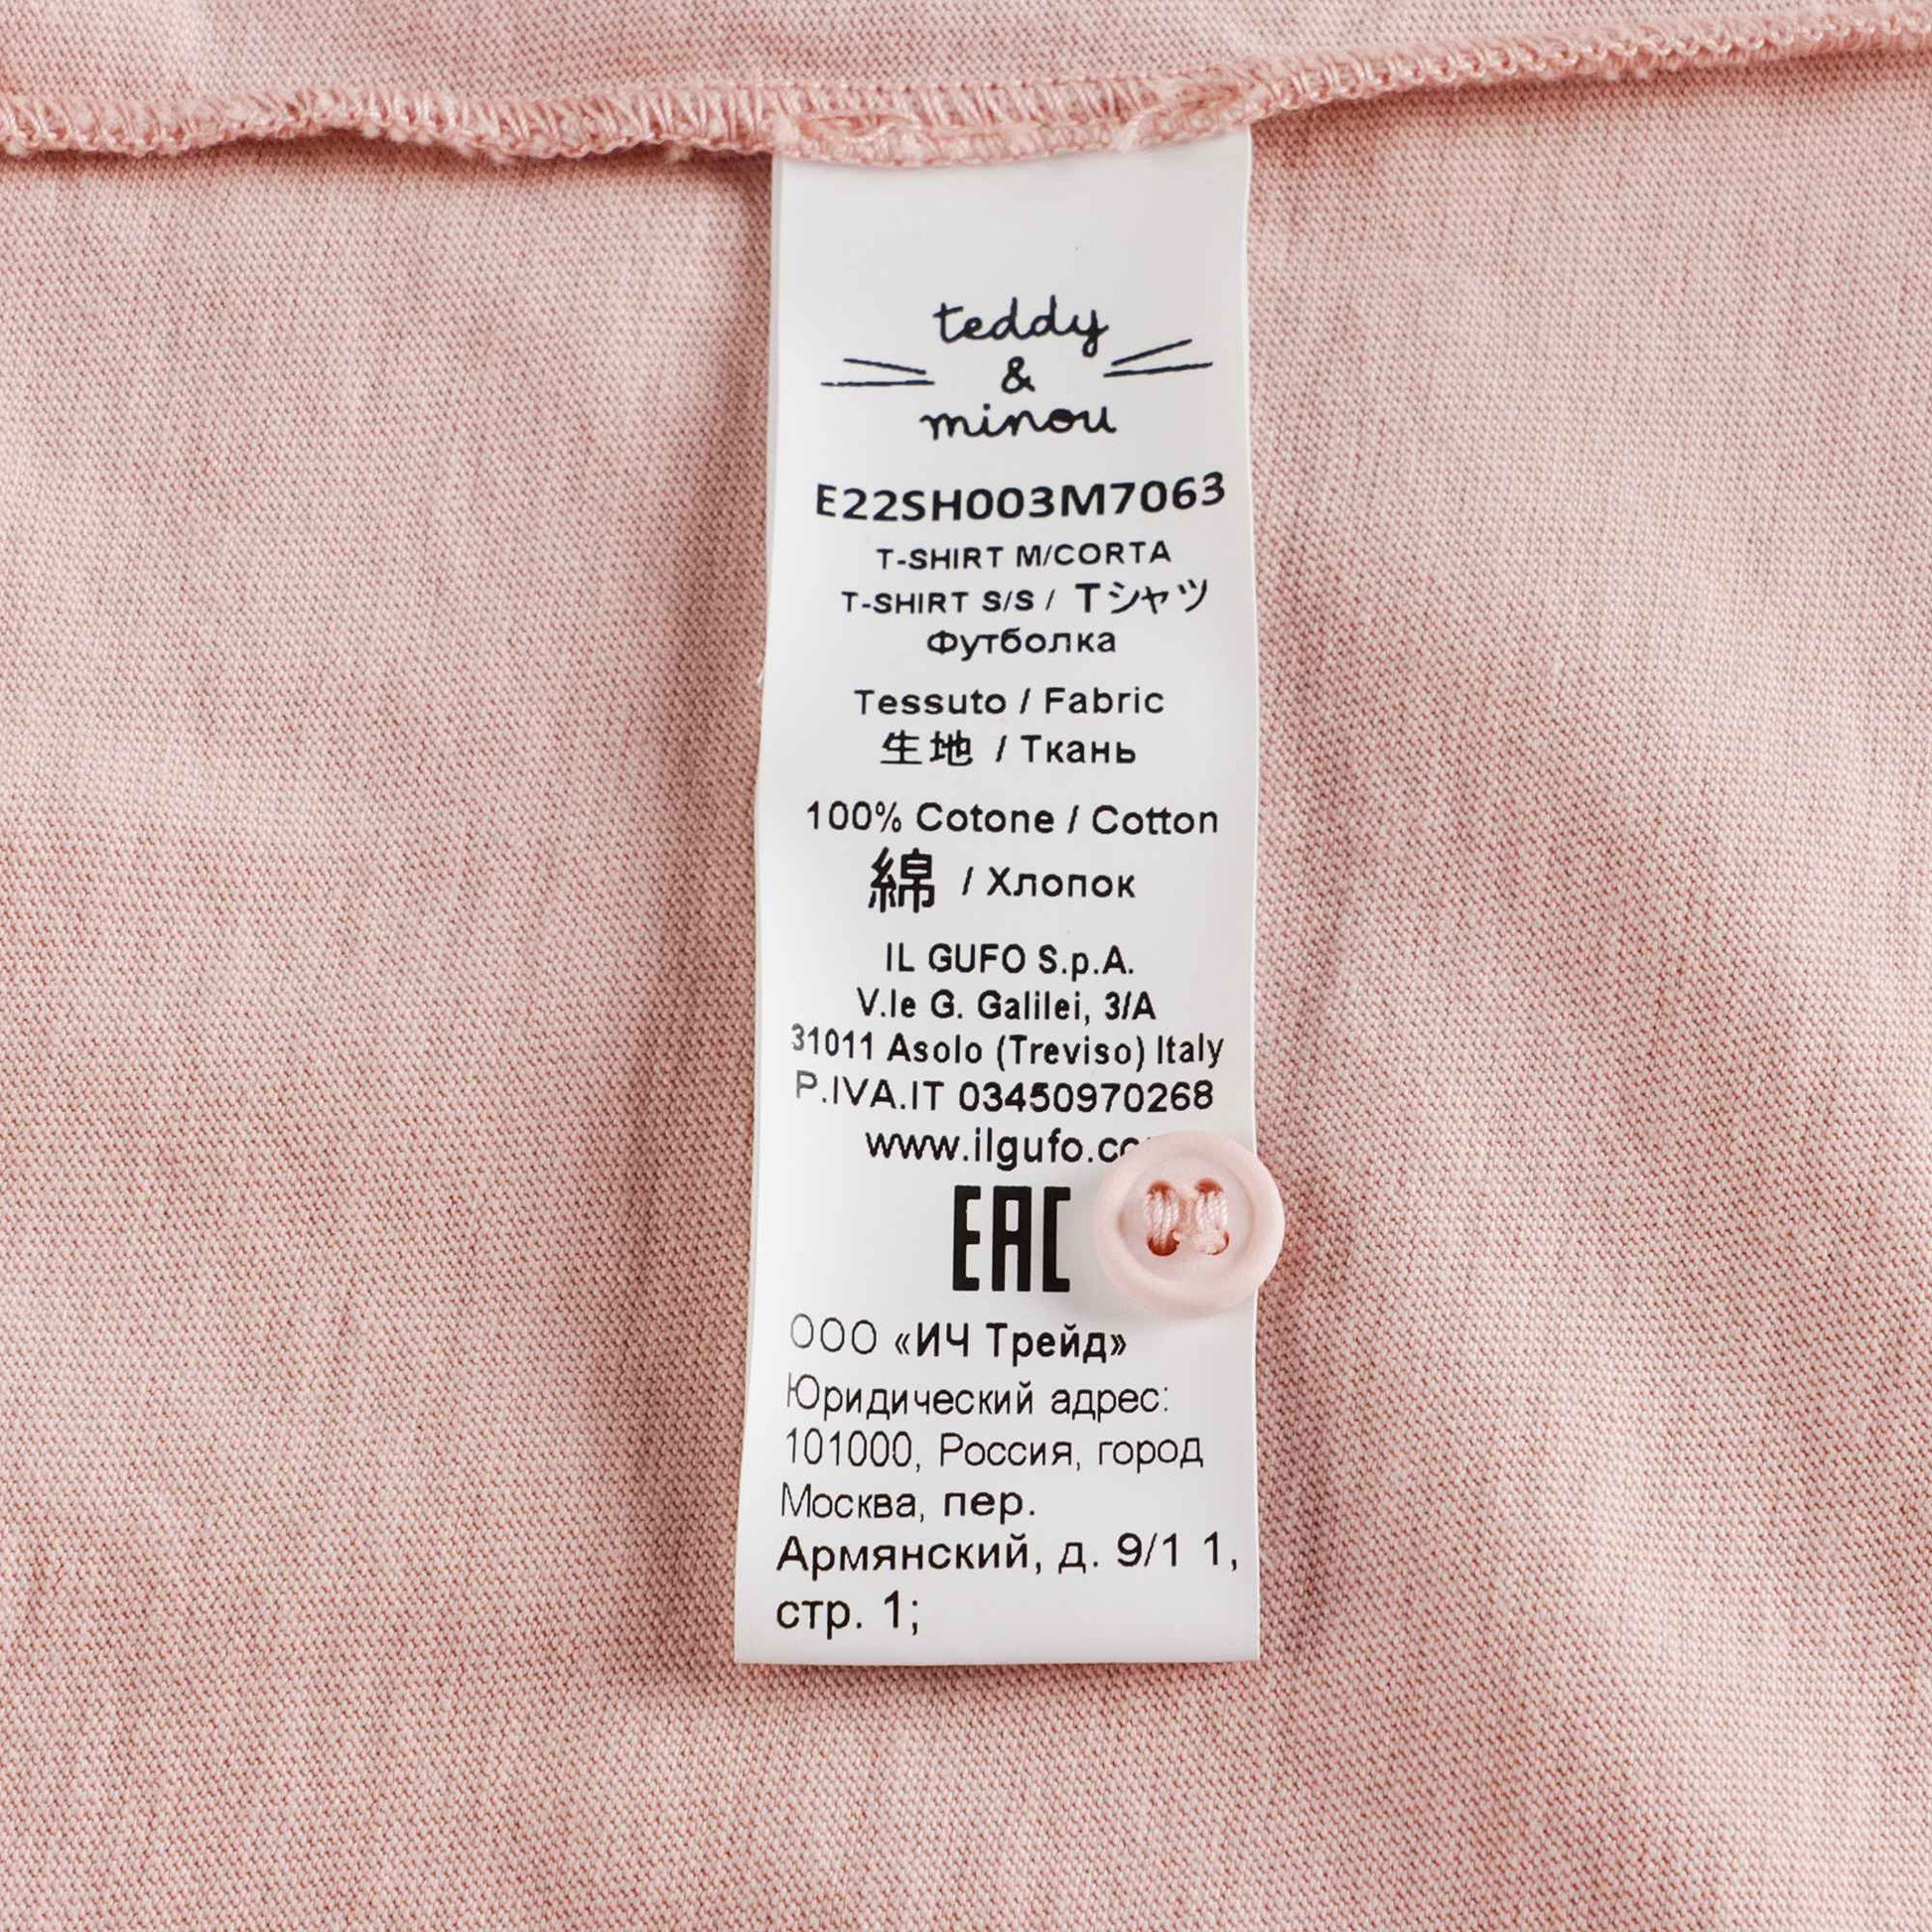 teddy
&
minou
E22SH003M7063
T-SHIRT M/CORTA
T-SHIRT S/S / Tシャツ
Футболка
Tessuto / Fabric
生地 / Ткань
100% Cotone / Cotton
綿 / Хлопок
IL GUFO S.p.A.
V.le G. Galilei, 3/A
31011 Asolo (Treviso) Italy
P.IVA.IT 03450970268
EAC
ООО «ИЧ Трейд»
Юридический адрес:
101000, Россия, город
Москва, пер.
Армянский, д. 9/1 1,
стр. 1;